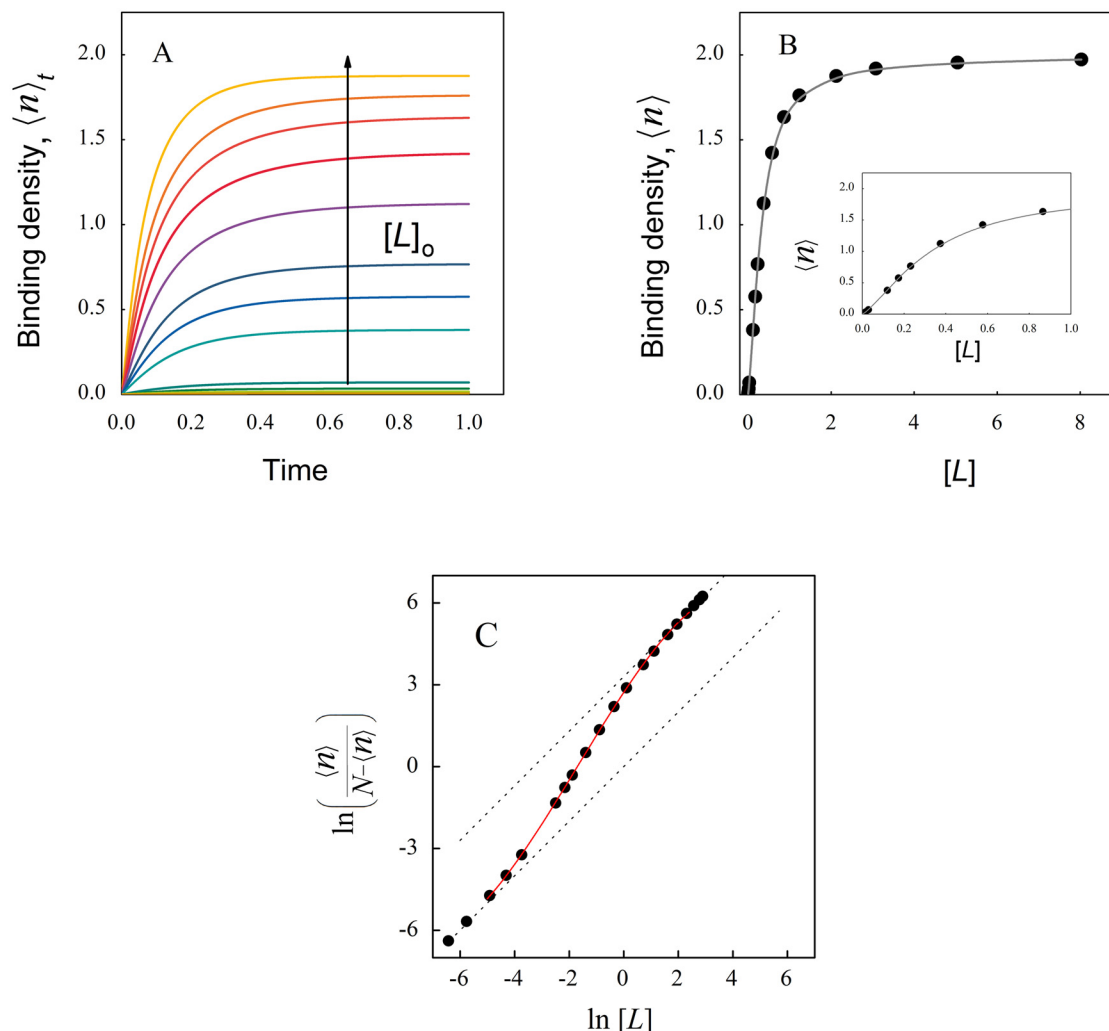 A
Binding density, ⟨n⟩t
2.0
1.5
1.0
0.5
0.0
[L]o
0.0 0.2 0.4 0.6 0.8 1.0
Time
B
Binding density, ⟨n⟩
2.0
1.5
1.0
0.5
0.0
0 2 4 6 8
[L]
⟨n⟩
2.0
1.5
1.0
0.5
0.0
0.0 0.2 0.4 0.6 0.8 1.0
[L]
C
ln(⟨n⟩/N-⟨n⟩)
6
3
0
-3
-6
-6 -4 -2 0 2 4 6
ln [L]